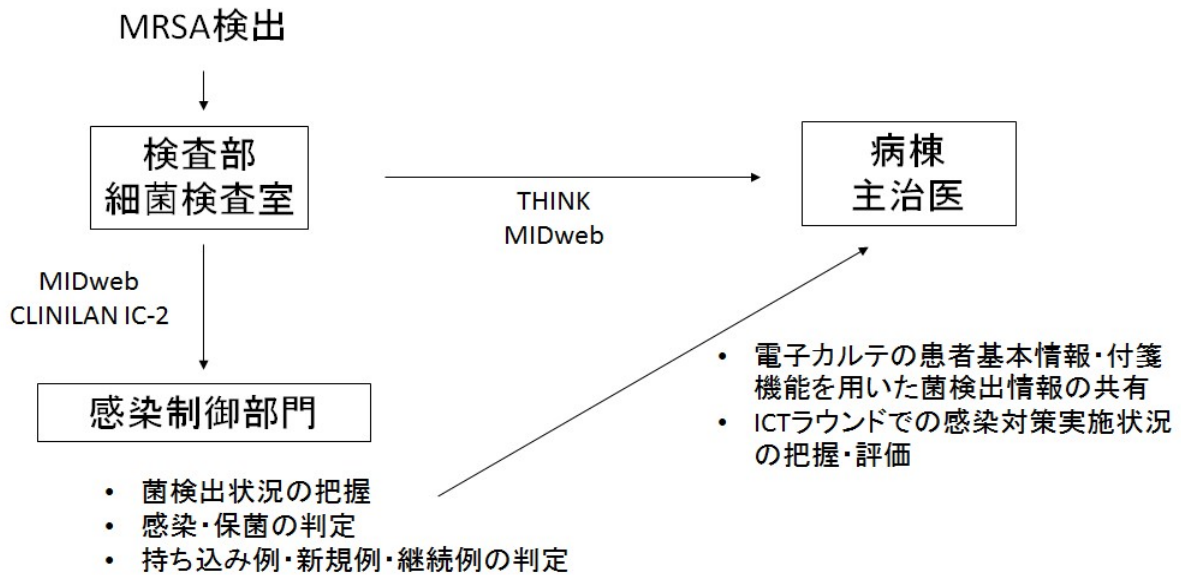 MRSA検出
検査部
細菌検査室
THINK
MIDweb
病棟
主治医
MIDweb
CLINILAN IC-2
感染制御部門
• 菌検出状況の把握
• 感染・保菌の判定
• 持ち込み例・新規例・継続例の判定
• 電子カルテの患者基本情報・付箋
機能を用いた菌検出情報の共有
• ICTラウンドでの感染対策実施状況
の把握・評価